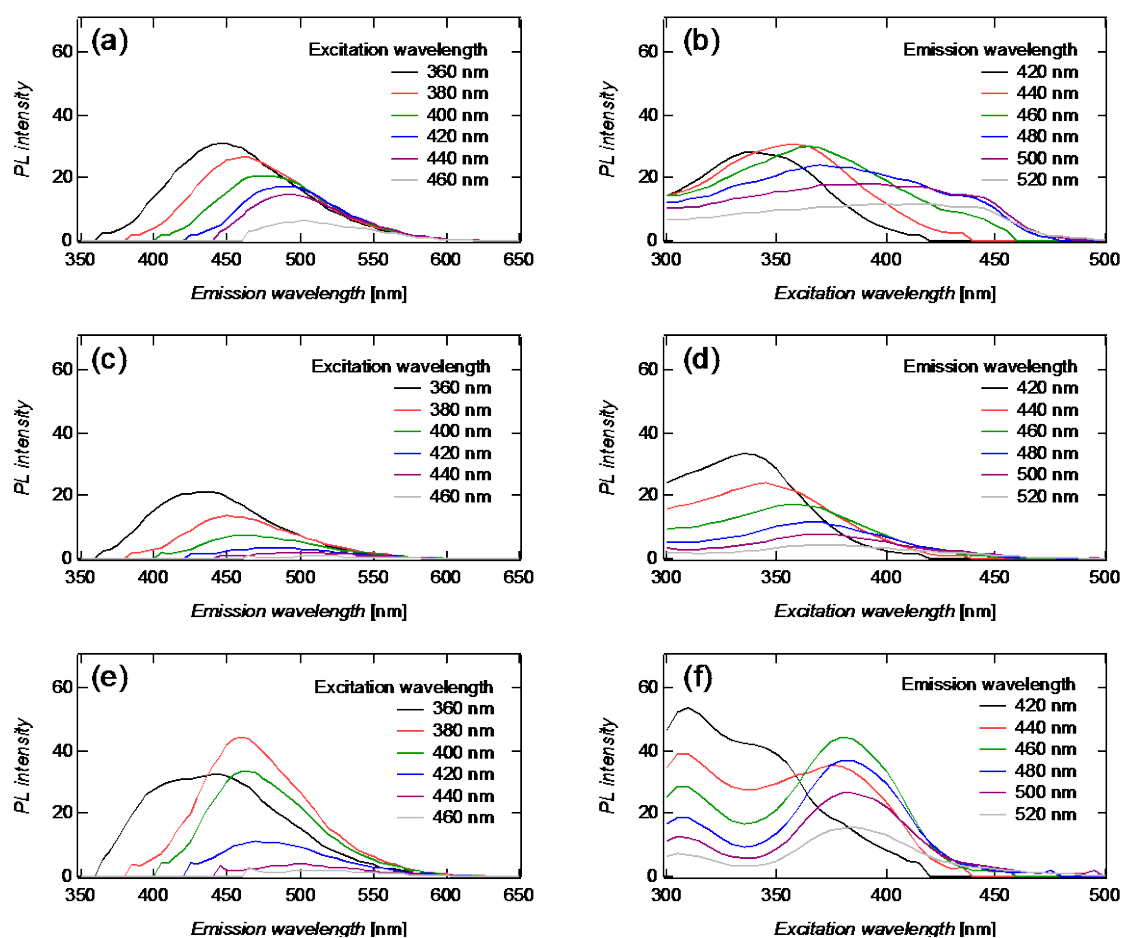 (a)
Excitation wavelength
360 nm
380 nm
400 nm
420 nm
440 nm
460 nm
PL intensity
60
40
20
0
350 400 450 500 550 600 650
Emission wavelength [nm]
(b)
Emission wavelength
420 nm
440 nm
460 nm
480 nm
500 nm
520 nm
PL intensity
60
40
20
0
300 350 400 450 500
Excitation wavelength [nm]
(c)
Excitation wavelength
360 nm
380 nm
400 nm
420 nm
440 nm
460 nm
PL intensity
60
40
20
0
350 400 450 500 550 600 650
Emission wavelength [nm]
(d)
Emission wavelength
420 nm
440 nm
460 nm
480 nm
500 nm
520 nm
PL intensity
60
40
20
0
300 350 400 450 500
Excitation wavelength [nm]
(e)
Excitation wavelength
360 nm
380 nm
400 nm
420 nm
440 nm
460 nm
PL intensity
60
40
20
0
350 400 450 500 550 600 650
Emission wavelength [nm]
(f)
Emission wavelength
420 nm
440 nm
460 nm
480 nm
500 nm
520 nm
PL intensity
60
40
20
0
300 350 400 450 500
Excitation wavelength [nm]